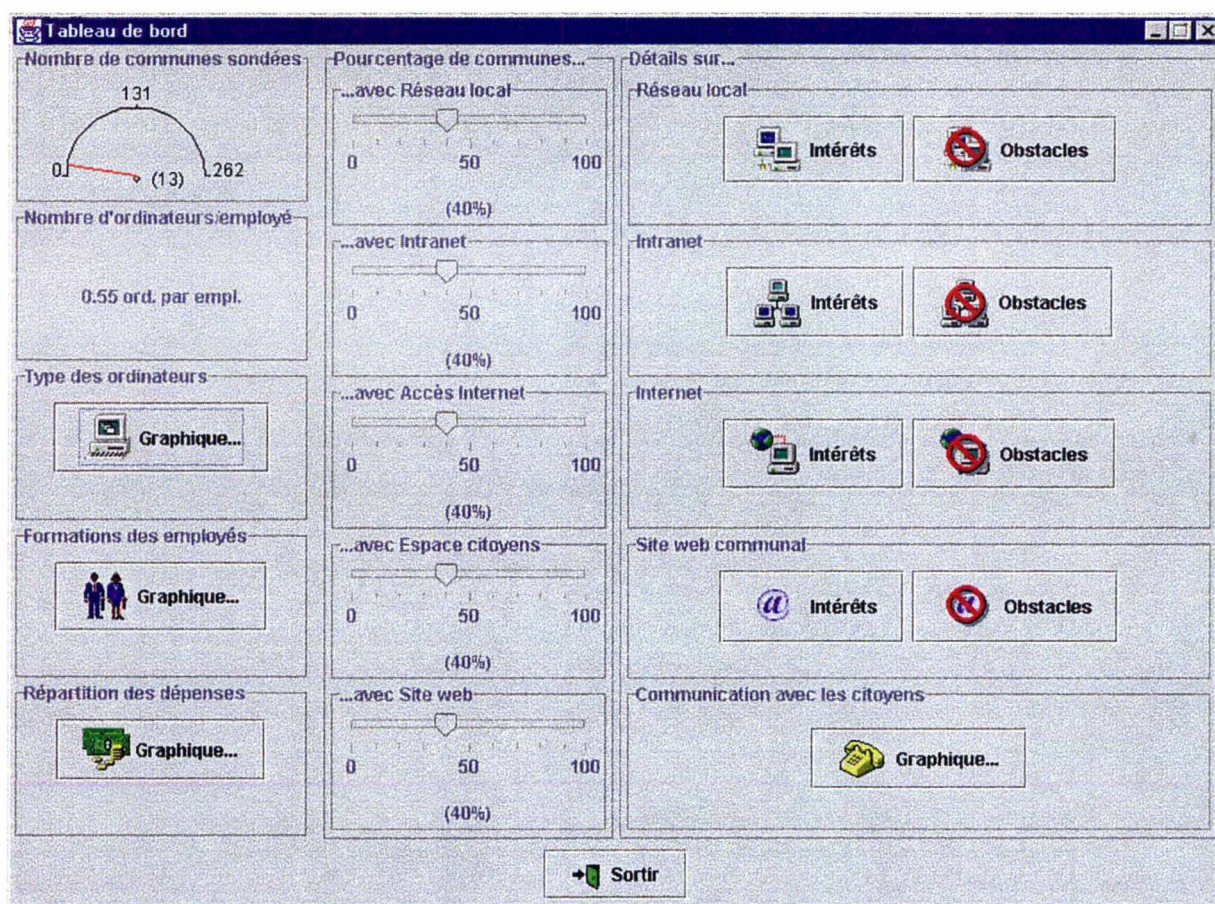 Tableau de bord
Nombre de communes sondées
131
0
262
(13)
Nombre d'ordinateurs/employé
0.55 ord. par empl.
Type des ordinateurs
Graphique...
Formations des employés
Graphique...
Répartition des dépenses
Graphique...
Pourcentage de communes...
...avec Réseau local
0 50 100
(40%)
...avec Intranet
0 50 100
(40%)
...avec Accès Internet
0 50 100
(40%)
...avec Espace citoyens
0 50 100
(40%)
...avec Site web
0 50 100
(40%)
Détails sur...
Réseau local
Intérêts Obstacles
Intranet
Intérêts Obstacles
Internet
Intérêts Obstacles
Site web communal
@ Intérêts Obstacles
Communication avec les citoyens
Graphique...
Sortir